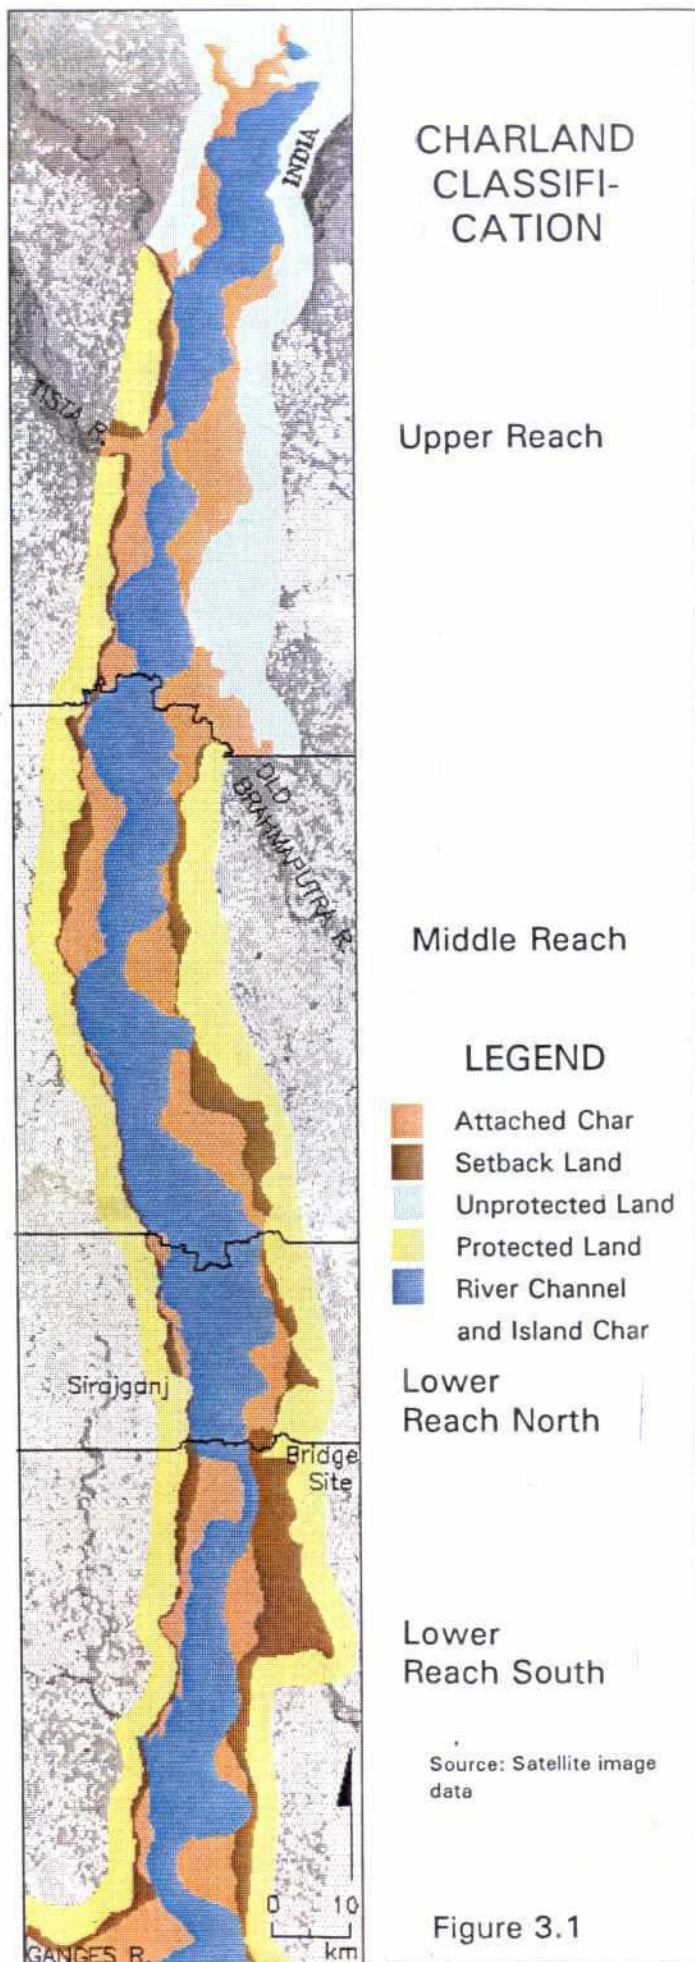 CHARLAND
CLASSIFI-
CATION
INDIA
TISTA R.
Upper Reach
OLD
BRAHMAPUTRA R.
Middle Reach
LEGEND
Attached Char
Setback Land
Unprotected Land
Protected Land
River Channel
and Island Char
Sirajganj
Lower
Reach North
Bridge
Site
Lower
Reach South
Source: Satellite image
data
0 10
km
GANGES R.
Figure 3.1